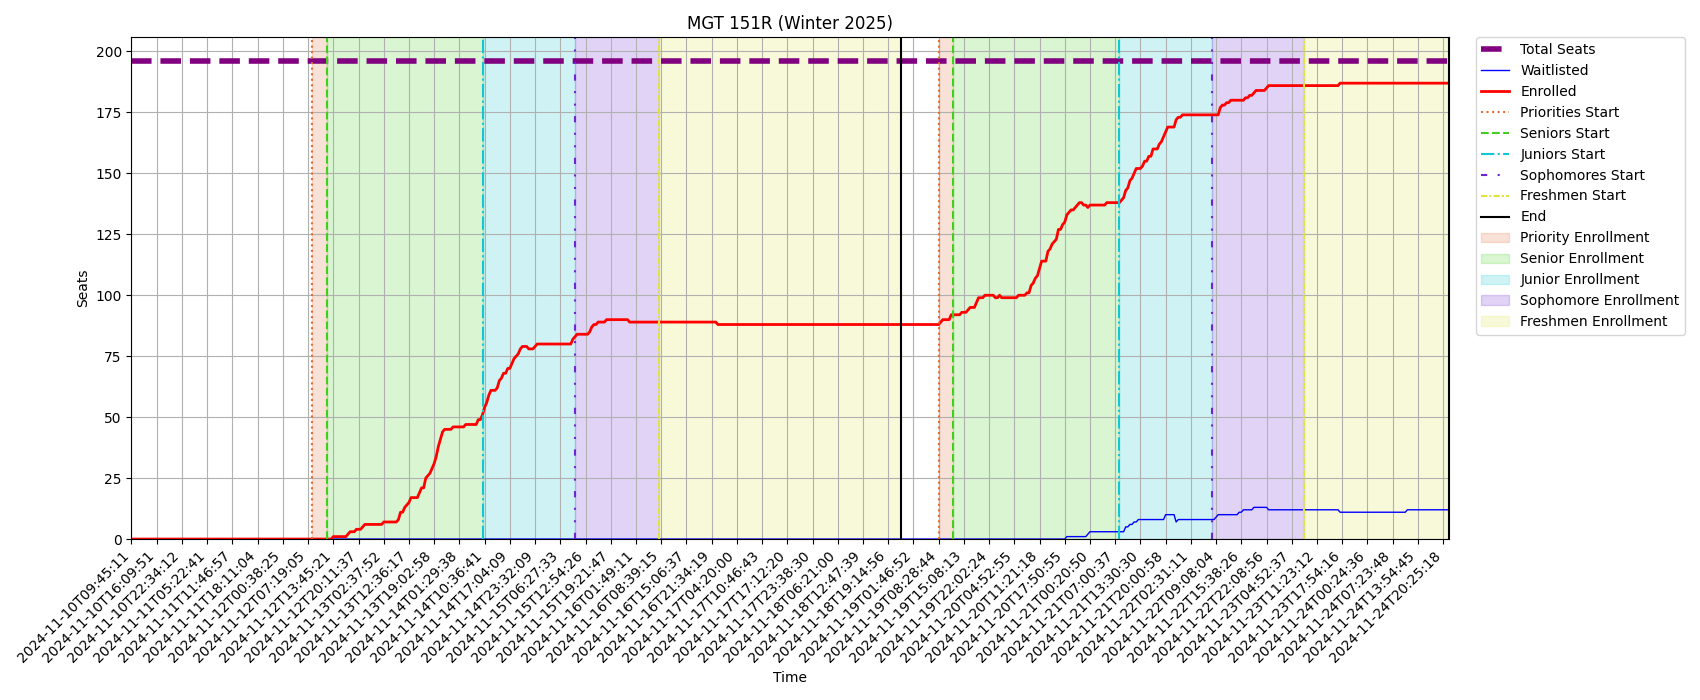 MGT 151R (Winter 2025)
Seats
200
175
150
125
100
75
50
25
0
2024-11-10T09:45:11
2024-11-10T16:09:51
2024-11-10T22:34:12
2024-11-11T05:22:41
2024-11-11T11:46:57
2024-11-11T18:11:04
2024-11-12T00:38:25
2024-11-12T07:19:05
2024-11-12T13:45:21
2024-11-12T20:11:37
2024-11-13T02:37:52
2024-11-13T12:36:17
2024-11-13T19:02:58
2024-11-14T01:29:38
2024-11-14T10:36:41
2024-11-14T17:04:09
2024-11-14T23:32:09
2024-11-15T06:27:33
2024-11-15T12:54:26
2024-11-15T19:21:47
2024-11-16T01:49:11
2024-11-16T08:39:15
2024-11-16T15:06:37
2024-11-16T21:34:19
2024-11-17T04:20:00
2024-11-17T10:46:43
2024-11-17T17:12:20
2024-11-17T23:38:30
2024-11-18T06:21:00
2024-11-18T12:47:39
2024-11-18T19:14:56
2024-11-19T01:46:52
2024-11-19T08:28:44
2024-11-19T15:08:13
2024-11-19T22:02:24
2024-11-20T04:52:55
2024-11-20T11:21:18
2024-11-20T17:50:55
2024-11-21T00:20:50
2024-11-21T07:00:37
2024-11-21T13:30:30
2024-11-21T20:00:58
2024-11-22T02:31:11
2024-11-22T09:08:04
2024-11-22T15:38:26
2024-11-22T22:08:56
2024-11-23T04:52:37
2024-11-23T11:23:12
2024-11-23T17:54:16
2024-11-24T00:24:36
2024-11-24T07:23:48
2024-11-24T13:54:45
2024-11-24T20:25:18
Time
Total Seats
Waitlisted
Enrolled
Priorities Start
Seniors Start
Juniors Start
Sophomores Start
Freshmen Start
End
Priority Enrollment
Senior Enrollment
Junior Enrollment
Sophomore Enrollment
Freshmen Enrollment